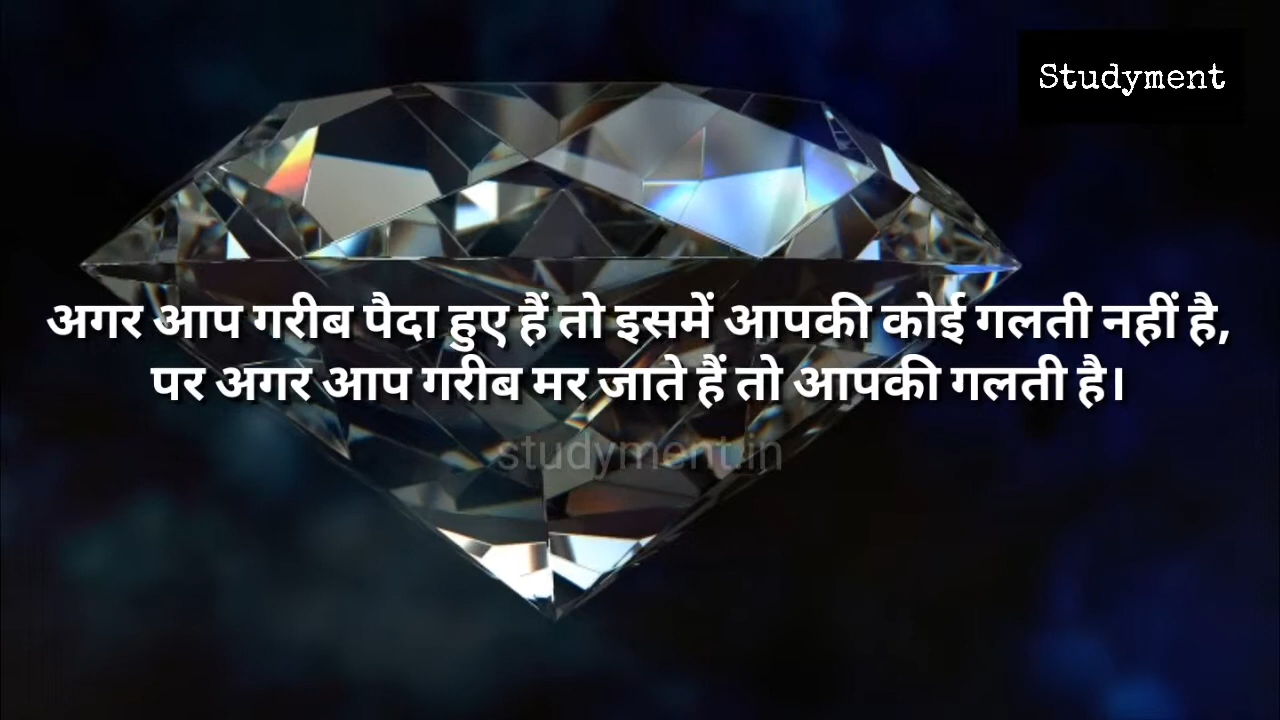 Studyment
अगर आप गरीब पैदा हुए हैं तो इसमें आपकी कोई गलती नहीं है,
पर अगर आप गरीब मर जाते हैं तो आपकी गलती है।
studyment.in